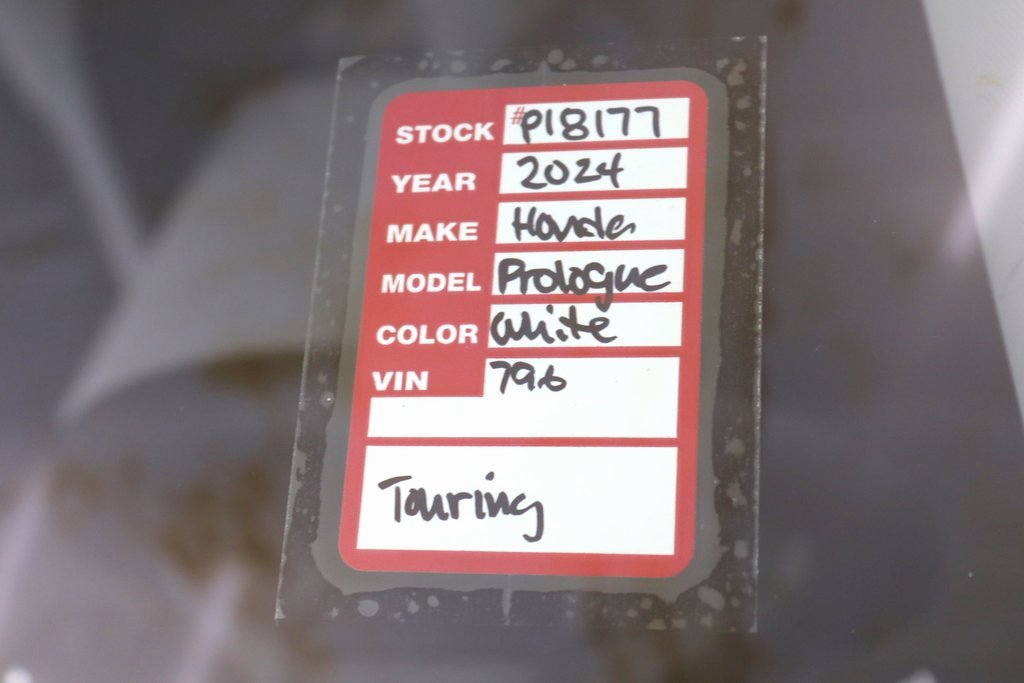 STOCK #P18177
YEAR 2024
MAKE Honda
MODEL Prologue
COLOR White
VIN 796
Touring